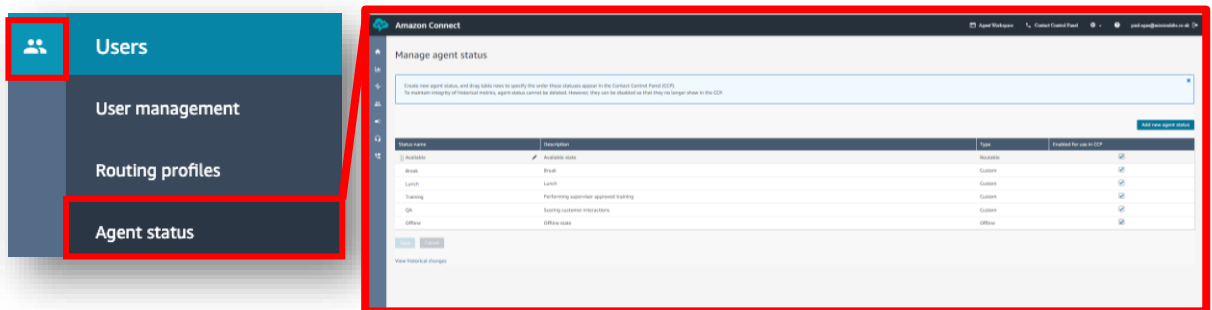 Users
User management
Routing profiles
Agent status
Amazon Connect
Agent Workspace
Contact Control Panel
Manage agent status
Create new agent status, and drag table rows to specify the order these statuses appear in the Contact Control Panel (CCP).
To maintain integrity of historical metrics, agent status cannot be deleted. However, they can be disabled so that they no longer show in the CCP.
Add new agent status
Status name Description Type Enabled for use in CCP
Available Available state Routable
Break Break Custom
Lunch Lunch Custom
Training Performing supervisor approved training Custom
QA Scoring customer interactions Custom
Offline Offline state Offline
Save Cancel
View historical changes